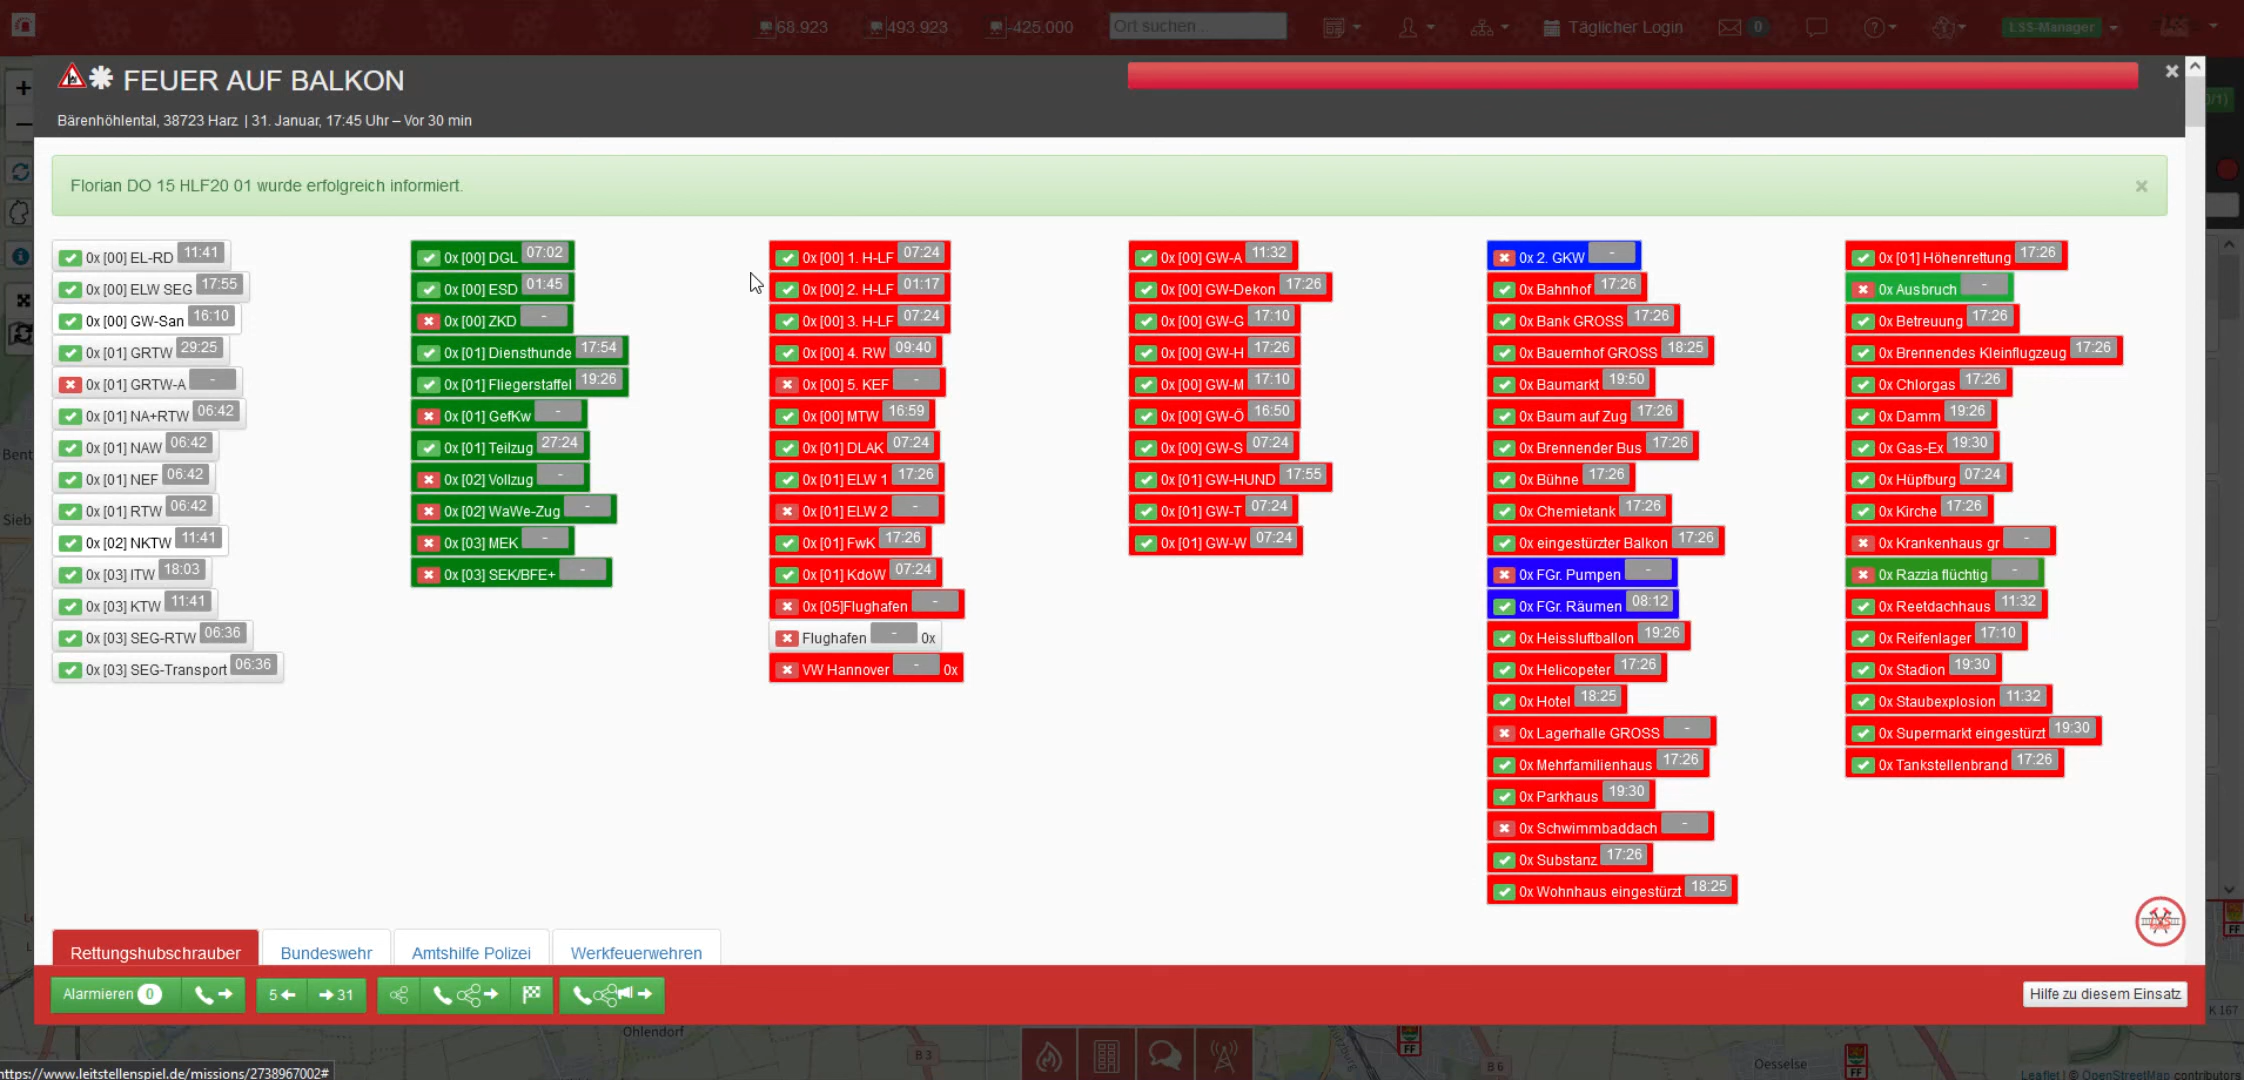 68.923
493.923
-425.000
Ort suchen ..
Täglicher Login
0
LSS-Manager
FEUER AUF BALKON
Bärenhöhlental, 38723 Harz | 31. Januar, 17:45 Uhr – Vor 30 min
Florian DO 15 HLF20 01 wurde erfolgreich informiert.
0x [00] EL-RD 11:41
0x [00] ELW SEG 17:55
0x [00] GW-San 16:10
0x [01] GRTW 29:25
0x [01] GRTW-A -
0x [01] NA+RTW 06:42
0x [01] NAW 06:42
0x [01] NEF 06:42
0x [01] RTW 06:42
0x [02] NKTW 11:41
0x [03] ITW 18:03
0x [03] KTW 11:41
0x [03] SEG-RTW 06:36
0x [03] SEG-Transport 06:36
0x [00] DGL 07:02
0x [00] ESD 01:45
0x [00] ZKD -
0x [01] Diensthunde 17:54
0x [01] Fliegerstaffel 19:26
0x [01] GefKw -
0x [01] Teilzug 27:24
0x [02] Vollzug -
0x [02] WaWe-Zug -
0x [03] MEK -
0x [03] SEK/BFE+ -
0x [00] 1. H-LF 07:24
0x [00] 2. H-LF 01:17
0x [00] 3. H-LF 07:24
0x [00] 4. RW 09:40
0x [00] 5. KEF -
0x [00] MTW 16:59
0x [01] DLAK 07:24
0x [01] ELW 1 17:26
0x [01] ELW 2 -
0x [01] FwK 17:26
0x [01] KdoW 07:24
0x [05]Flughafen -
Flughafen - 0x
VW Hannover - 0x
0x [00] GW-A 11:32
0x [00] GW-Dekon 17:26
0x [00] GW-G 17:10
0x [00] GW-H 17:26
0x [00] GW-M 17:10
0x [00] GW-Ö 16:50
0x [00] GW-S 07:24
0x [01] GW-HUND 17:55
0x [01] GW-T 07:24
0x [01] GW-W 07:24
0x 2. GKW -
0x Bahnhof 17:26
0x Bank GROSS 17:26
0x Bauernhof GROSS 18:25
0x Baumarkt 19:50
0x Baum auf Zug 17:26
0x Brennender Bus 17:26
0x Bühne 17:26
0x Chemietank 17:26
0x eingestürzter Balkon 17:26
0x FGr. Pumpen -
0x FGr. Räumen 08:12
0x Heissluftballon 19:26
0x Helicopeter 17:26
0x Hotel 18:25
0x Lagerhalle GROSS -
0x Mehrfamilienhaus 17:26
0x Parkhaus 19:30
0x Schwimmbaddach -
0x Substanz 17:26
0x Wohnhaus eingestürzt 18:25
0x [01] Höhenrettung 17:26
0x Ausbruch -
0x Betreuung 17:26
0x Brennendes Kleinflugzeug 17:26
0x Chlorgas 17:26
0x Damm 19:26
0x Gas-Ex 19:30
0x Hüpfburg 07:24
0x Kirche 17:26
0x Krankenhaus gr -
0x Razzia flüchtig -
0x Reetdachhaus 11:32
0x Reifenlager 17:10
0x Stadion 19:30
0x Staubexplosion 11:32
0x Supermarkt eingestürzt 19:30
0x Tankstellenbrand 17:26
Rettungshubschrauber
Bundeswehr
Amtshilfe Polizei
Werkfeuerwehren
Alarmieren 0
5
31
Hilfe zu diesem Einsatz
Ohlendorf
B 3
B 6
FF
FF
FF
Oesselse
K 167
https://www.leitstellenspiel.de/missions/2738967002#
Leaflet | © OpenStreetMap contributors